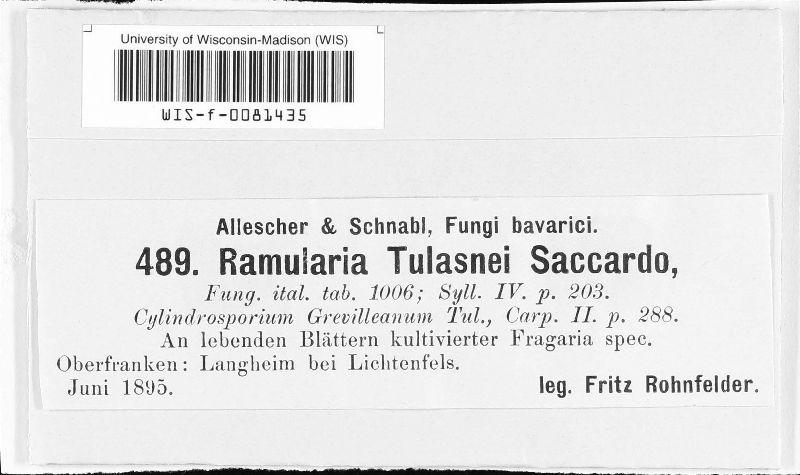 University of Wisconsin-Madison (WIS)
WIS-f-0081435
Allescher & Schnabl, Fungi bavarici.
489. Ramularia Tulasnei Saccardo,
Fung. ital. tab. 1006; Syll. IV. p. 203.
Cylindrosporium Grevilleanum Tul., Carp. II. p. 288.
An lebenden Blättern kultivierter Fragaria spec.
Oberfranken: Langheim bei Lichtenfels.
Juni 1895.
leg. Fritz Rohnfelder.